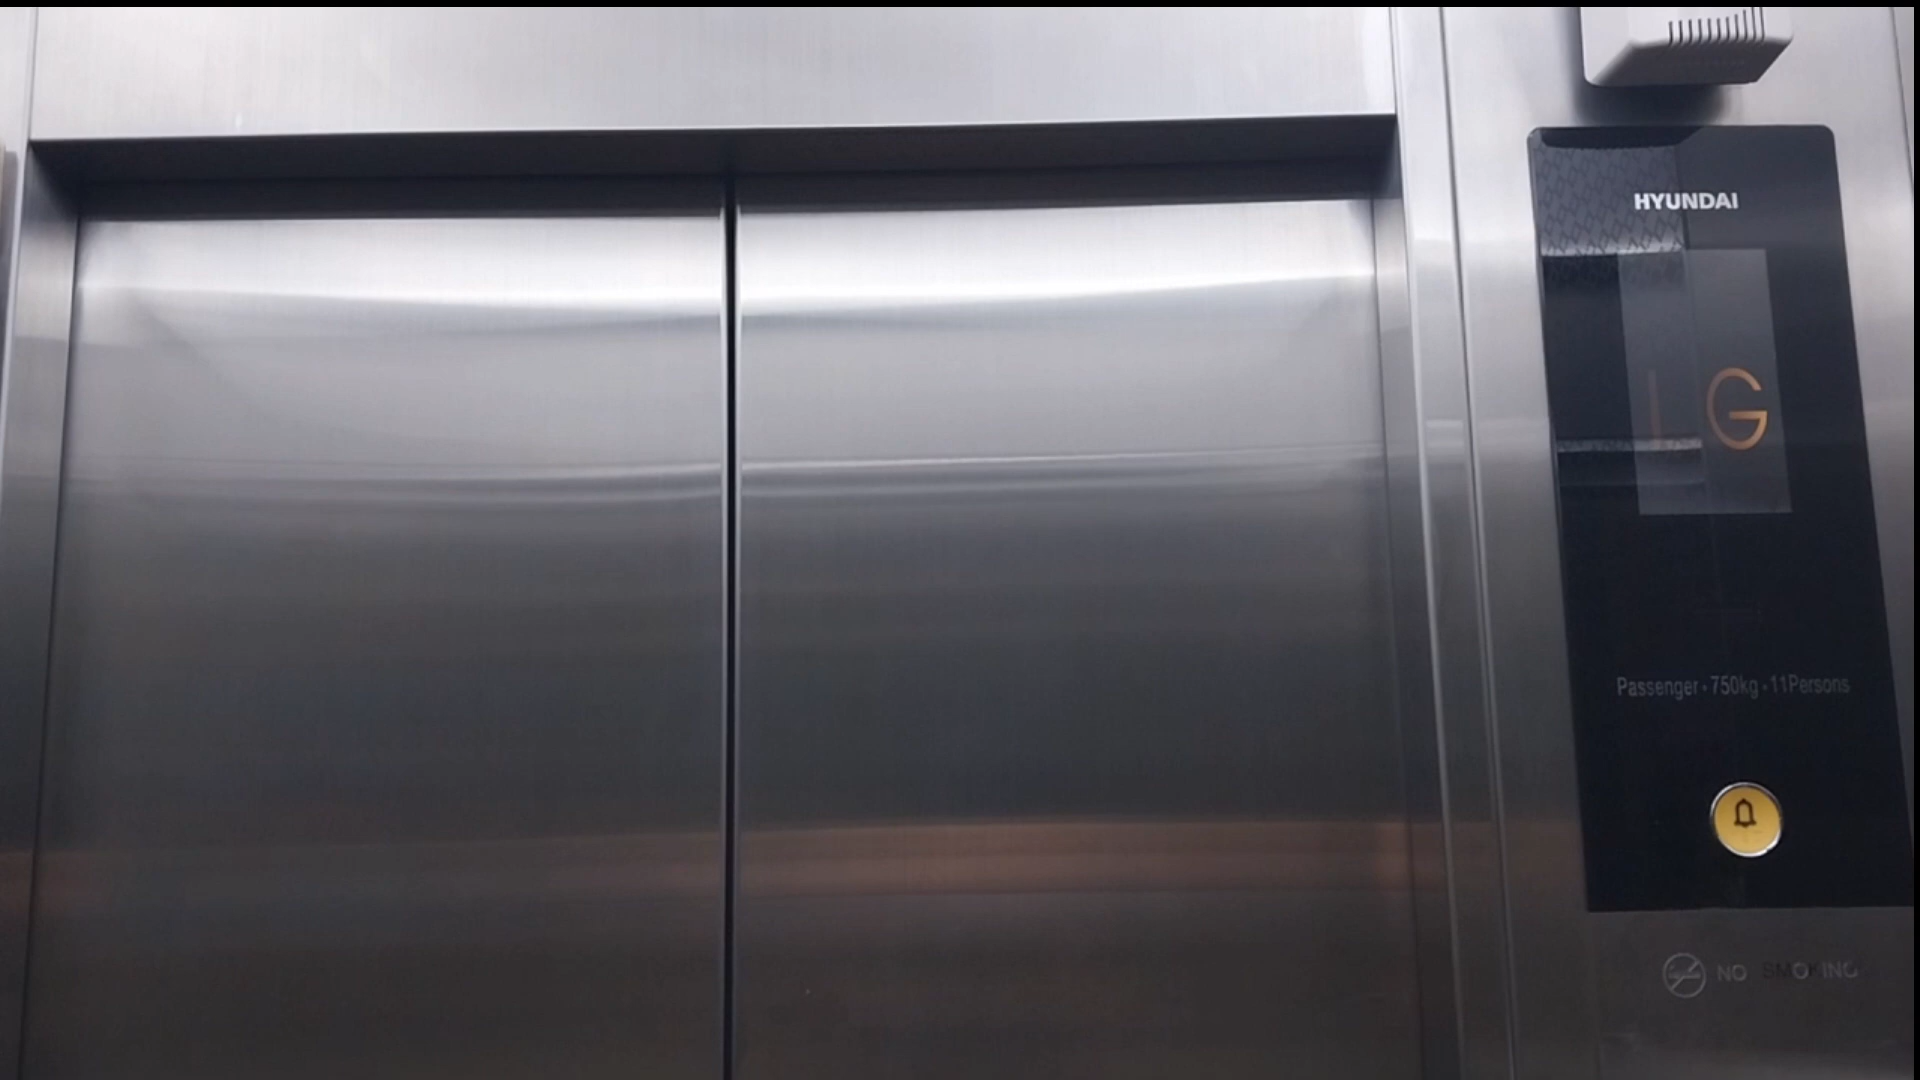 HYUNDAI
LG
Passenger · 750kg · 11Persons
NO SMOKING